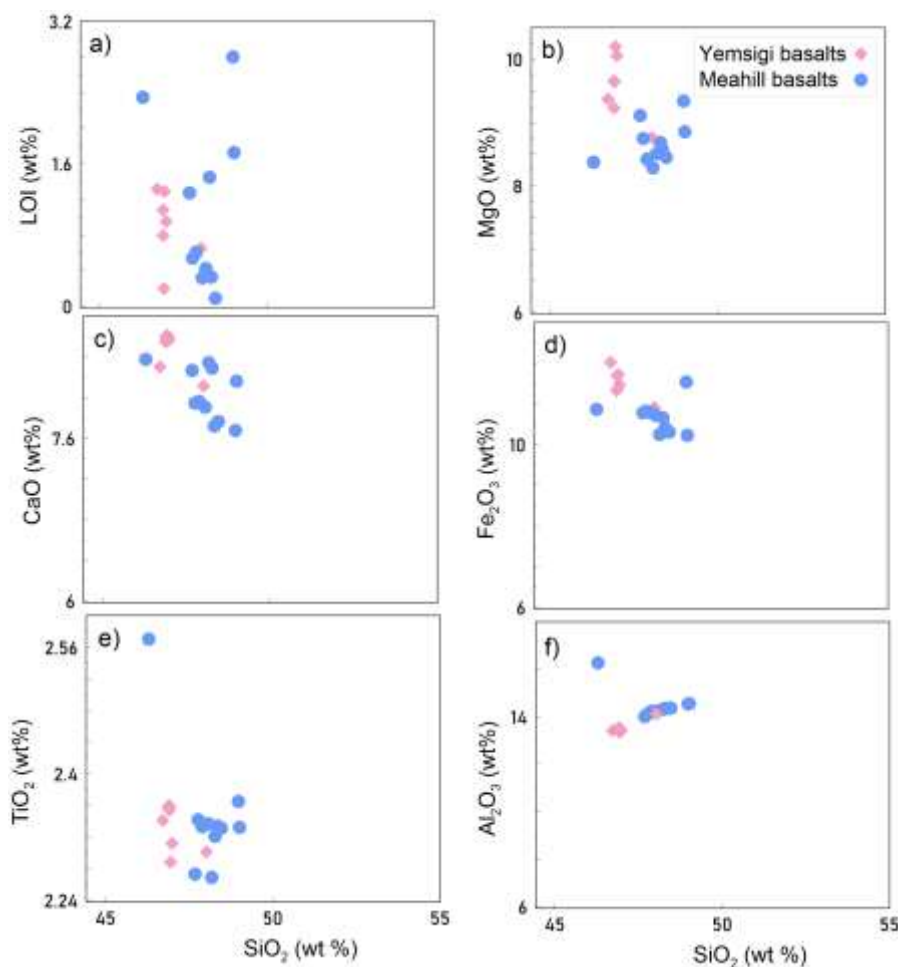 3.2
a)
LOI (wt%)
1.6
0
b)
10
MgO (wt%)
8
6
Yemsigi basalts
Meahill basalts
c)
CaO (wt%)
7.6
6
d)
Fe₂O₃ (wt%)
10
6
e)
2.56
TiO₂ (wt%)
2.4
2.24
45
50
55
SiO₂ (wt %)
f)
14
Al₂O₃ (wt%)
6
45
50
55
SiO₂ (wt %)